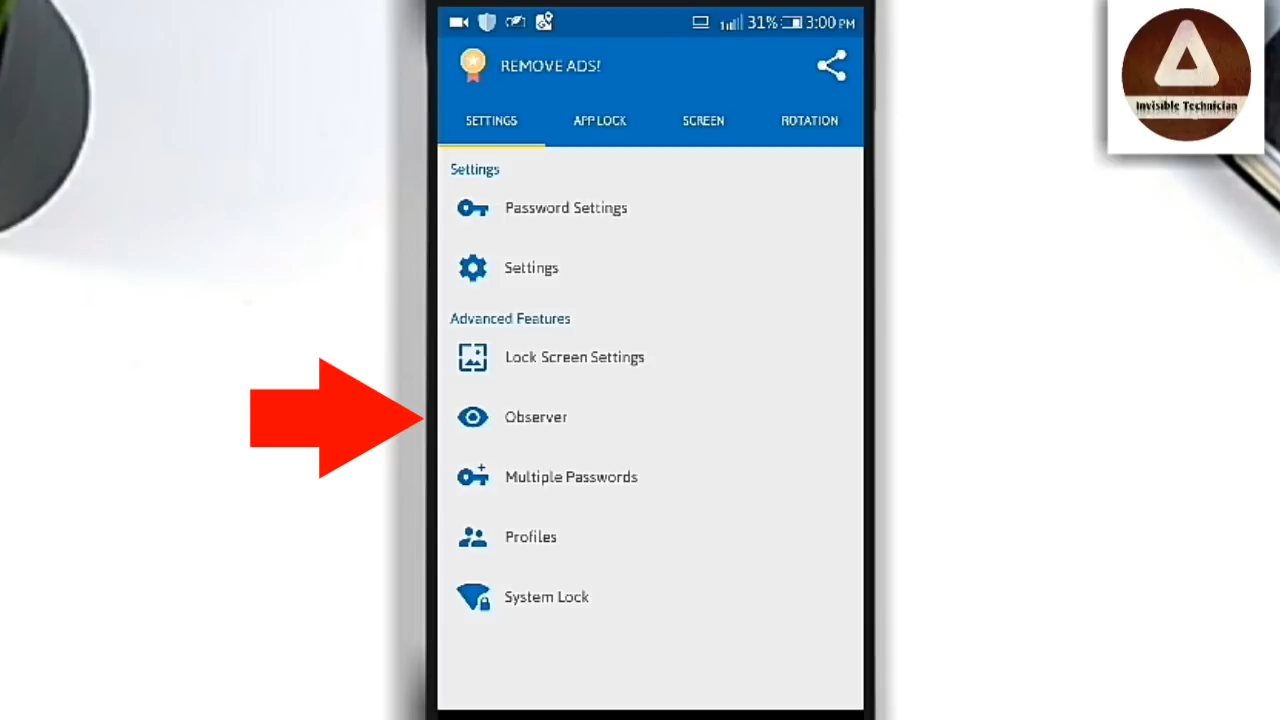 31% 3:00 PM
REMOVE ADS!
SETTINGS APP LOCK SCREEN ROTATION
Settings
Password Settings
Settings
Advanced Features
Lock Screen Settings
Observer
Multiple Passwords
Profiles
System Lock
Invisible Technician